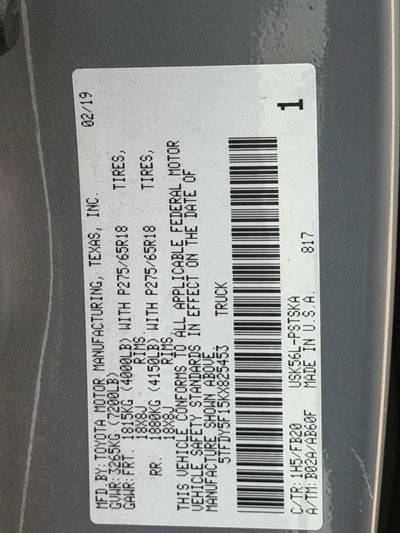 02/19
MFD.BY:TOYOTA MOTOR MANUFACTURING, TEXAS, INC.
GVWR: 3265KG (7200LB)
GAWR: FRT. 1815KG (4000LB) WITH P275/65R18 TIRES,
18X8J RIMS,
RR. 1880KG (4150LB) WITH P275/65R18 TIRES,
18X8J RIMS.
THIS VEHICLE CONFORMS TO ALL APPLICABLE FEDERAL MOTOR
VEHICLE SAFETY STANDARDS IN EFFECT ON THE DATE OF
MANUFACTURE SHOWN ABOVE.
5TFDY5F15KX825453 TRUCK
1
C/TR: 1H5/FB20 USK56L-PSTSKA
A/TM: B02A/AB60F MADE IN U.S.A. 817.